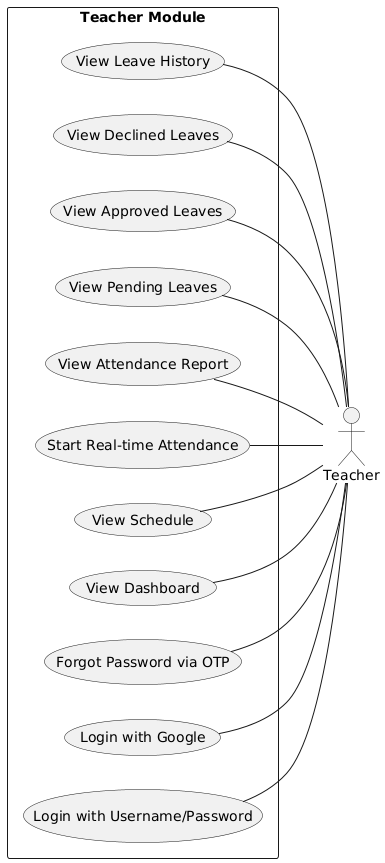 Teacher Module
View Leave History
View Declined Leaves
View Approved Leaves
View Pending Leaves
View Attendance Report
Start Real-time Attendance
Teacher
View Schedule
View Dashboard
Forgot Password via OTP
Login with Google
Login with Username/Password